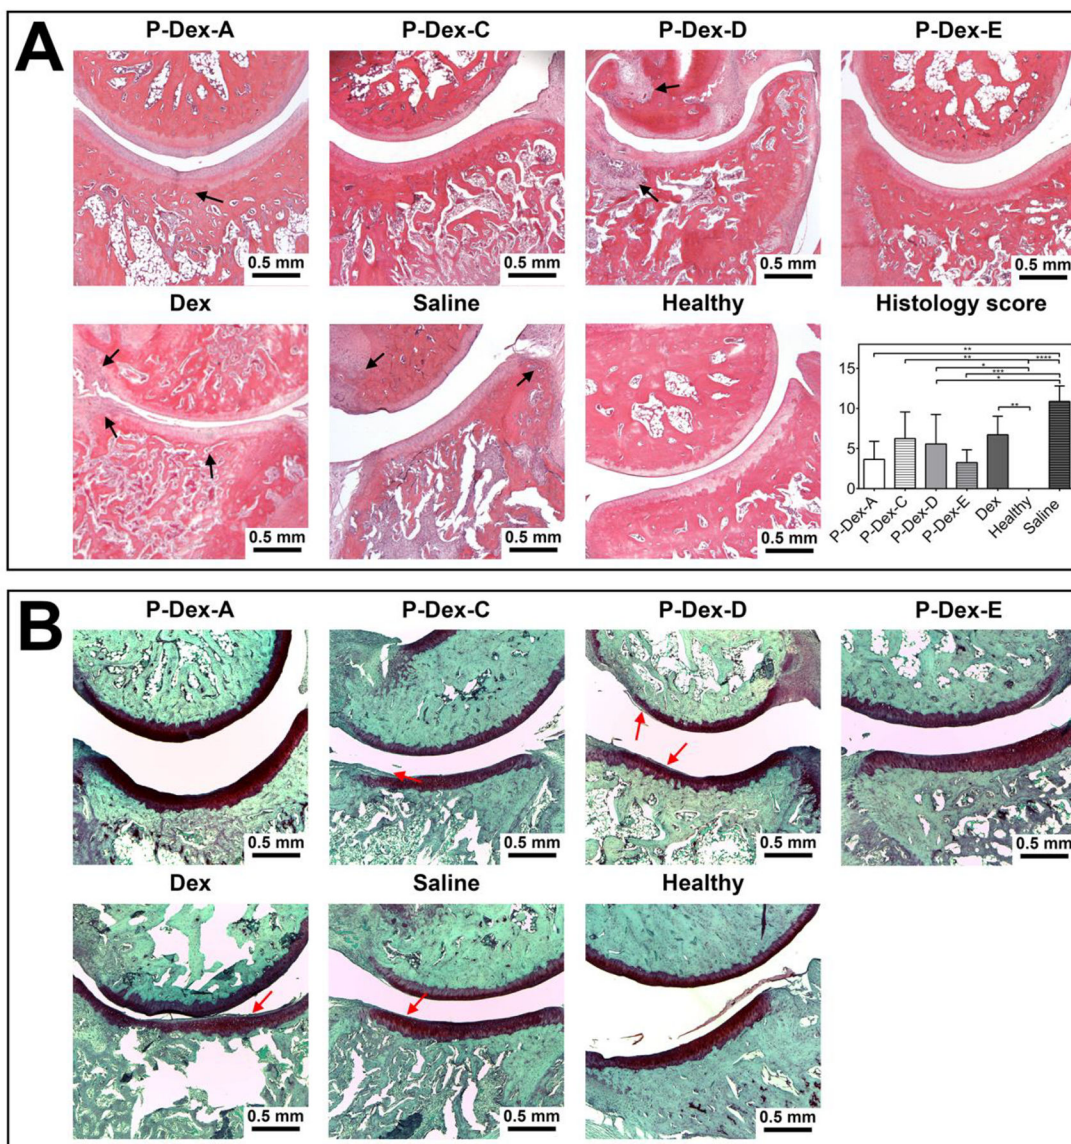 A
P-Dex-A P-Dex-C P-Dex-D P-Dex-E
0.5 mm 0.5 mm 0.5 mm 0.5 mm
Dex Saline Healthy Histology score
0.5 mm 0.5 mm 0.5 mm
**
** ****
*
***
*
**
15
10
5
0
P-Dex-A P-Dex-C P-Dex-D P-Dex-E Dex Healthy Saline
B
P-Dex-A P-Dex-C P-Dex-D P-Dex-E
0.5 mm 0.5 mm 0.5 mm 0.5 mm
Dex Saline Healthy
0.5 mm 0.5 mm 0.5 mm